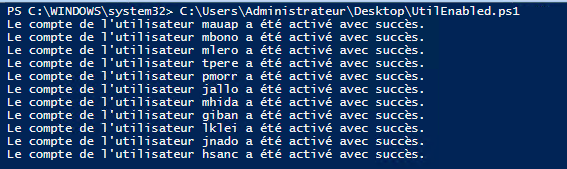 PS C:\WINDOWS\system32> C:\Users\Administrateur\Desktop\UtilEnabled.ps1
Le compte de l'utilisateur mauap a été activé avec succès.
Le compte de l'utilisateur mbono a été activé avec succès.
Le compte de l'utilisateur mlero a été activé avec succès.
Le compte de l'utilisateur tpere a été activé avec succès.
Le compte de l'utilisateur pmorr a été activé avec succès.
Le compte de l'utilisateur jallo a été activé avec succès.
Le compte de l'utilisateur mhida a été activé avec succès.
Le compte de l'utilisateur giban a été activé avec succès.
Le compte de l'utilisateur lklei a été activé avec succès.
Le compte de l'utilisateur jnado a été activé avec succès.
Le compte de l'utilisateur hsanc a été activé avec succès.